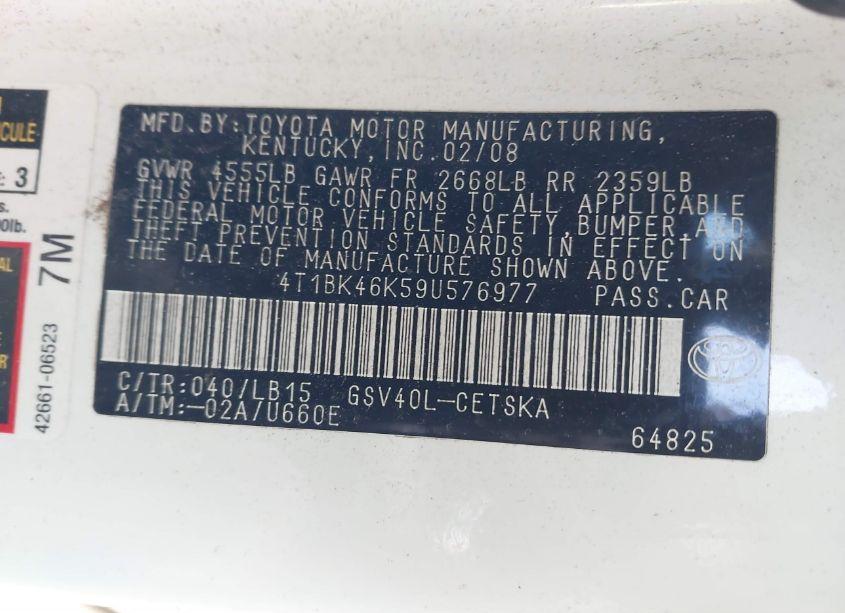 MFD.BY:TOYOTA MOTOR MANUFACTURING,
KENTUCKY,INC.02/08
GVWR 4555LB GAWR FR 2668LB RR 2359LB
THIS VEHICLE CONFORMS TO ALL APPLICABLE
FEDERAL MOTOR VEHICLE SAFETY,BUMPER,AND
THEFT PREVENTION STANDARDS IN EFFECT ON
THE DATE OF MANUFACTURE SHOWN ABOVE.
4T1BK46K59U576977 PASS.CAR
C/TR:040/LB15 GSV40L-CETSKA
A/TM:-02A/U660E
64825
3
7M
42661-06523